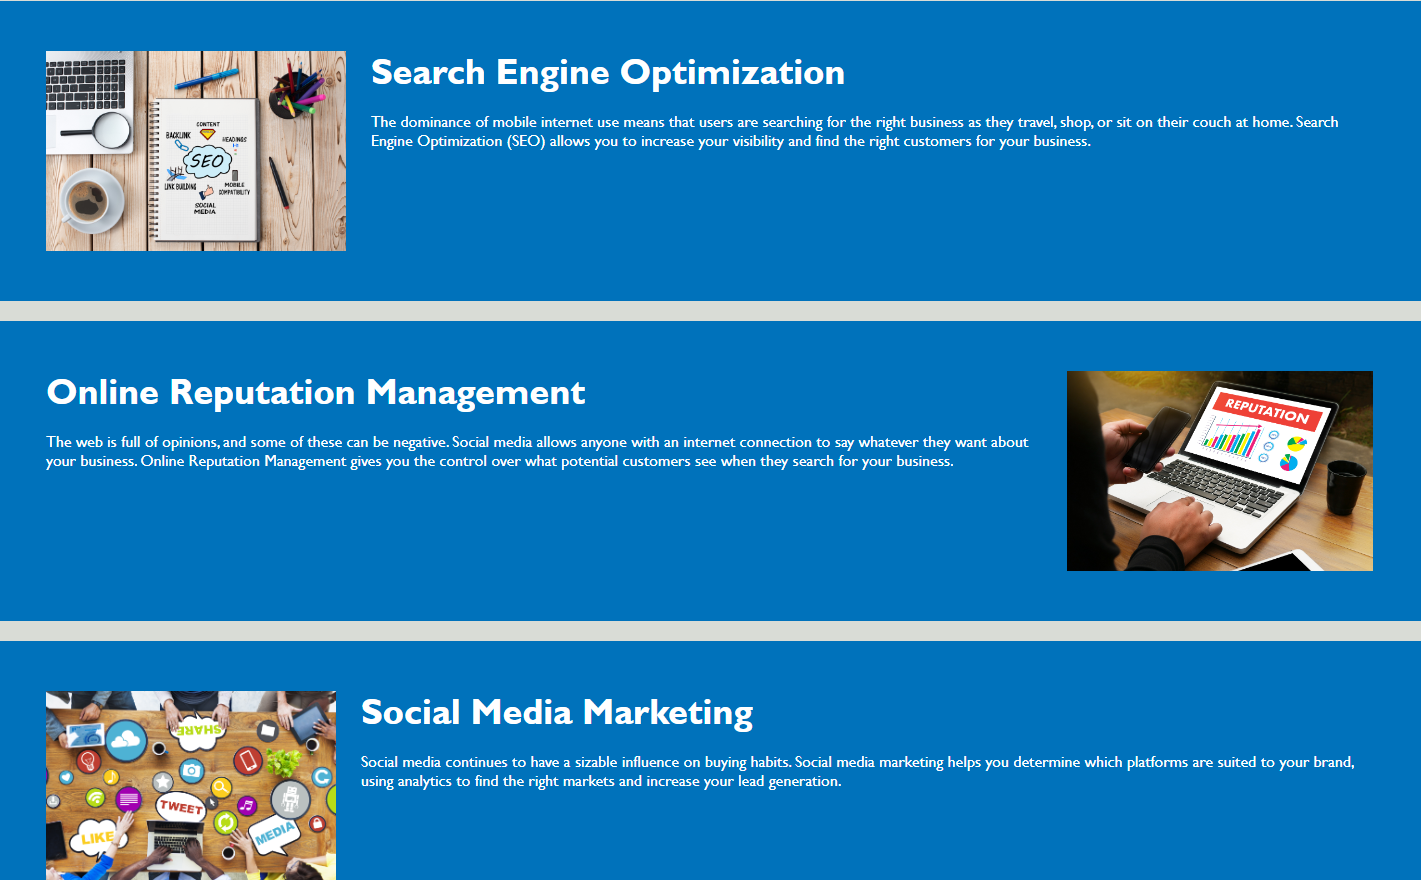 Search Engine Optimization
The dominance of mobile internet use means that users are searching for the right business as they travel, shop, or sit on their couch at home. Search
Engine Optimization (SEO) allows you to increase your visibility and find the right customers for your business.
CONTENT
BACKLINK
HEADINGS
SEO
LINK BUILDING
MOBILE
COMPATIBILITY
SOCIAL
MEDIA
Online Reputation Management
The web is full of opinions, and some of these can be negative. Social media allows anyone with an internet connection to say whatever they want about
your business. Online Reputation Management gives you the control over what potential customers see when they search for your business.
REPUTATION
Social Media Marketing
Social media continues to have a sizable influence on buying habits. Social media marketing helps you determine which platforms are suited to your brand,
using analytics to find the right markets and increase your lead generation.
SHARE
TWEET
LIKE
MEDIA